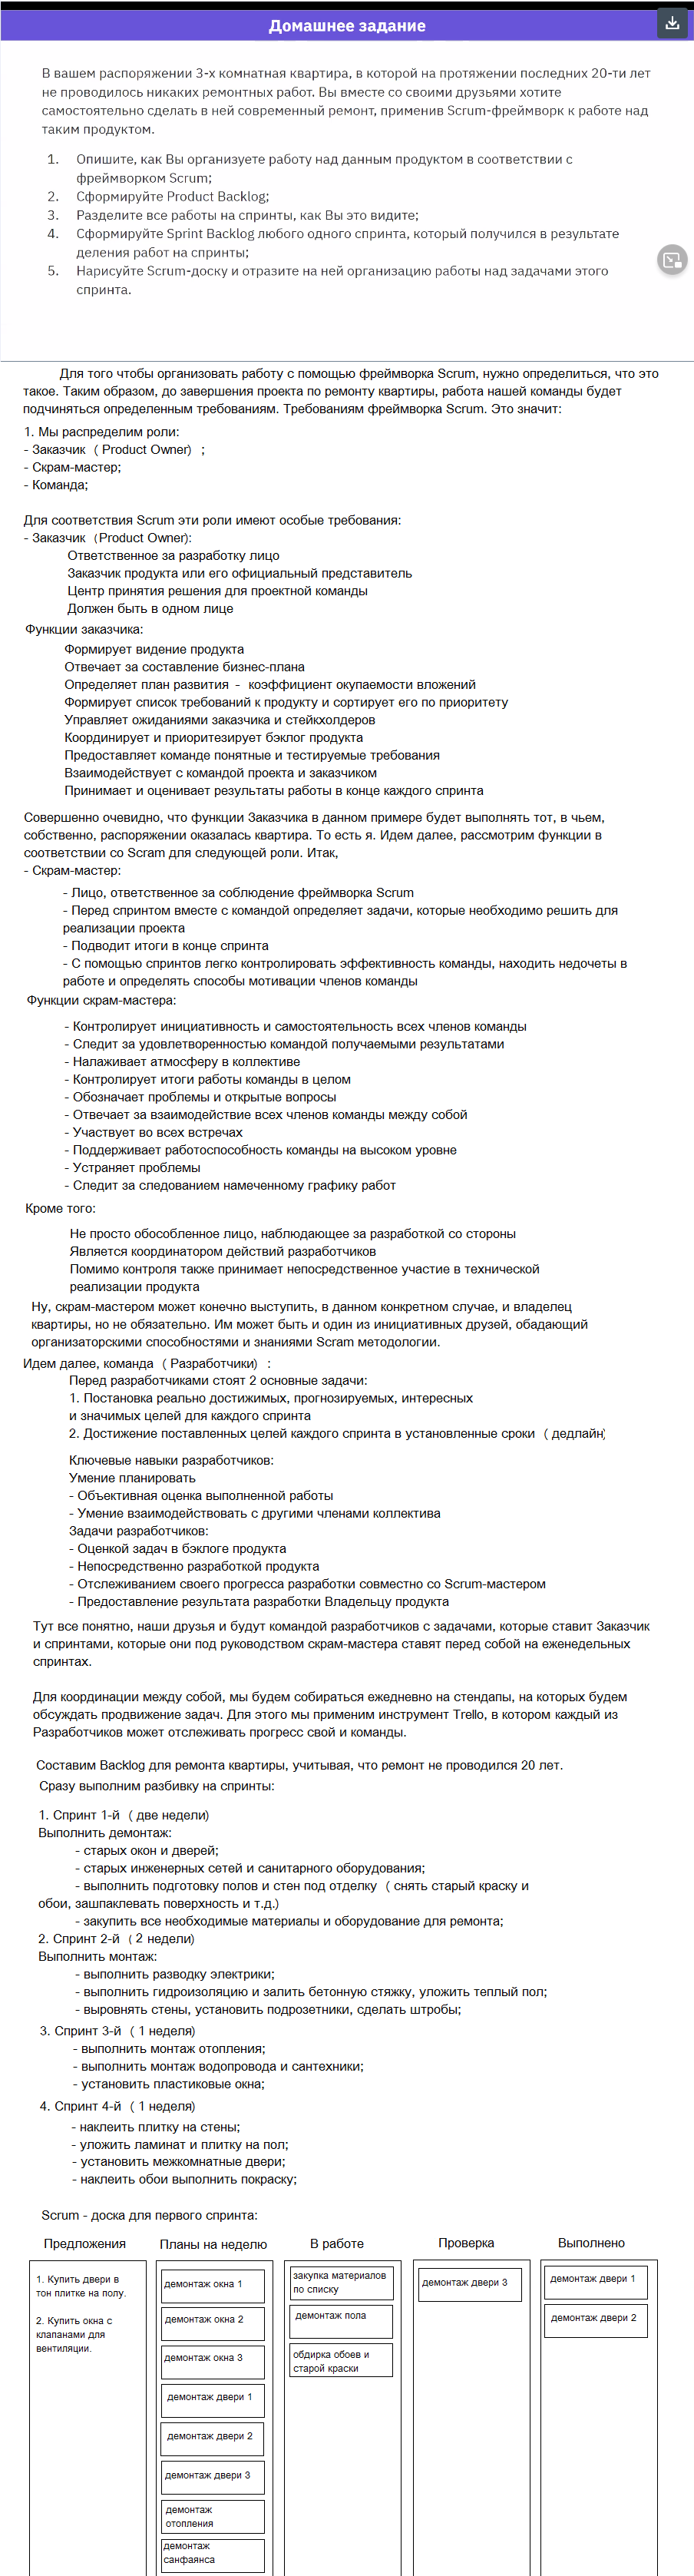 Домашнее задание
В вашем распоряжении 3-х комнатная квартира, в которой на протяжении последних 20-ти лет
не проводилось никаких ремонтных работ. Вы вместе со своими друзьями хотите
самостоятельно сделать в ней современный ремонт, применив Scrum-фреймворк к работе над
таким продуктом.
1. Опишите, как Вы организуете работу над данным продуктом в соответствии с
фреймворком Scrum;
2. Сформируйте Product Backlog;
3. Разделите все работы на спринты, как Вы это видите;
4. Сформируйте Sprint Backlog любого одного спринта, который получился в результате
деления работ на спринты;
5. Нарисуйте Scrum-доску и отразите на ней организацию работы над задачами этого
спринта.
Для того чтобы организовать работу с помощью фреймворка Scrum, нужно определиться, что это
такое. Таким образом, до завершения проекта по ремонту квартиры, работа нашей команды будет
подчиняться определенным требованиям. Требованиям фреймворка Scrum. Это значит:
1. Мы распределим роли:
- Заказчик ( Product Owner) ;
- Скрам-мастер;
- Команда;
Для соответствия Scrum эти роли имеют особые требования:
- Заказчик (Product Owner):
Ответственное за разработку лицо
Заказчик продукта или его официальный представитель
Центр принятия решения для проектной команды
Должен быть в одном лице
Функции заказчика:
Формирует видение продукта
Отвечает за составление бизнес-плана
Определяет план развития - коэффициент окупаемости вложений
Формирует список требований к продукту и сортирует его по приоритету
Управляет ожиданиями заказчика и стейкхолдеров
Координирует и приоритезирует бэклог продукта
Предоставляет команде понятные и тестируемые требования
Взаимодействует с командой проекта и заказчиком
Принимает и оценивает результаты работы в конце каждого спринта
Совершенно очевидно, что функции Заказчика в данном примере будет выполнять тот, в чьем,
собственно, распоряжении оказалась квартира. То есть я. Идем далее, рассмотрим функции в
соответствии со Scram для следующей роли. Итак,
- Скрам-мастер:
- Лицо, ответственное за соблюдение фреймворка Scrum
- Перед спринтом вместе с командой определяет задачи, которые необходимо решить для
реализации проекта
- Подводит итоги в конце спринта
- С помощью спринтов легко контролировать эффективность команды, находить недочеты в
работе и определять способы мотивации членов команды
Функции скрам-мастера:
- Контролирует инициативность и самостоятельность всех членов команды
- Следит за удовлетворенностью командой получаемыми результатами
- Налаживает атмосферу в коллективе
- Контролирует итоги работы команды в целом
- Обозначает проблемы и открытые вопросы
- Отвечает за взаимодействие всех членов команды между собой
- Участвует во всех встречах
- Поддерживает работоспособность команды на высоком уровне
- Устраняет проблемы
- Следит за следованием намеченному графику работ
Кроме того:
Не просто обособленное лицо, наблюдающее за разработкой со стороны
Является координатором действий разработчиков
Помимо контроля также принимает непосредственное участие в технической
реализации продукта
Ну, скрам-мастером может конечно выступить, в данном конкретном случае, и владелец
квартиры, но не обязательно. Им может быть и один из инициативных друзей, обадающий
организаторскими способностями и знаниями Scram методологии.
Идем далее, команда ( Разработчики) :
Перед разработчиками стоят 2 основные задачи:
1. Постановка реально достижимых, прогнозируемых, интересных
и значимых целей для каждого спринта
2. Достижение поставленных целей каждого спринта в установленные сроки ( дедлайн)
Ключевые навыки разработчиков:
Умение планировать
- Объективная оценка выполненной работы
- Умение взаимодействовать с другими членами коллектива
Задачи разработчиков:
- Оценкой задач в бэклоге продукта
- Непосредственно разработкой продукта
- Отслеживанием своего прогресса разработки совместно со Scrum-мастером
- Предоставление результата разработки Владельцу продукта
Тут все понятно, наши друзья и будут командой разработчиков с задачами, которые ставит Заказчик
и спринтами, которые они под руководством скрам-мастера ставят перед собой на еженедельных
спринтах.
Для координации между собой, мы будем собираться ежедневно на стендапы, на которых будем
обсуждать продвижение задач. Для этого мы применим инструмент Trello, в котором каждый из
Разработчиков может отслеживать прогресс свой и команды.
Составим Backlog для ремонта квартиры, учитывая, что ремонт не проводился 20 лет.
Сразу выполним разбивку на спринты:
1. Спринт 1-й ( две недели)
Выполнить демонтаж:
- старых окон и дверей;
- старых инженерных сетей и санитарного оборудования;
- выполнить подготовку полов и стен под отделку ( снять старый краску и
обои, зашпаклевать поверхность и т.д.)
- закупить все необходимые материалы и оборудование для ремонта;
2. Спринт 2-й ( 2 недели)
Выполнить монтаж:
- выполнить разводку электрики;
- выполнить гидроизоляцию и залить бетонную стяжку, уложить теплый пол;
- выровнять стены, установить подрозетники, сделать штробы;
3. Спринт 3-й ( 1 неделя)
- выполнить монтаж отопления;
- выполнить монтаж водопровода и сантехники;
- установить пластиковые окна;
4. Спринт 4-й ( 1 неделя)
- наклеить плитку на стены;
- уложить ламинат и плитку на пол;
- установить межкомнатные двери;
- наклеить обои выполнить покраску;
Scrum - доска для первого спринта:
Предложения
1. Купить двери в
тон плитке на полу.
2. Купить окна с
клапанами для
вентиляции.
Планы на неделю
демонтаж окна 1
демонтаж окна 2
демонтаж окна 3
демонтаж двери 1
демонтаж двери 2
демонтаж двери 3
демонтаж
отопления
демонтаж
санфаянса
В работе
закупка материалов
по списку
демонтаж пола
обдирка обоев и
старой краски
Проверка
демонтаж двери 3
Выполнено
демонтаж двери 1
демонтаж двери 2